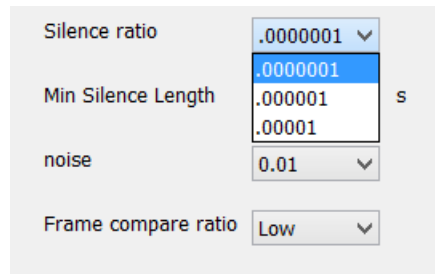 Silence ratio .0000001
.0000001
.000001
Min Silence Length s
.00001
noise 0.01
Frame compare ratio Low